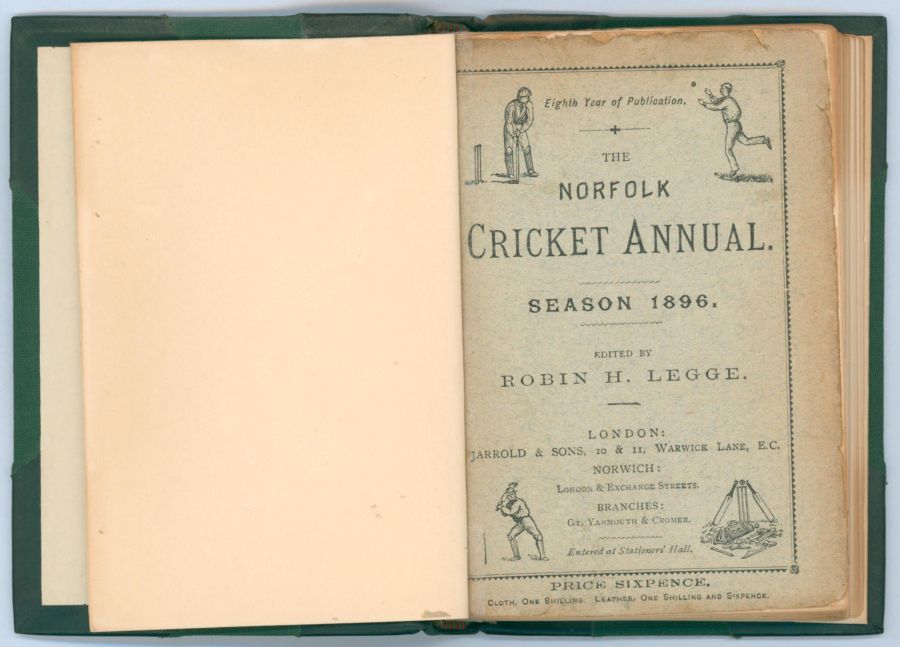 Eighth Year of Publication.
THE
NORFOLK
CRICKET ANNUAL.
SEASON 1896.
EDITED BY
ROBIN H. LEGGE.
LONDON:
JARROLD & SONS, 10 & 11, WARWICK LANE, E.C.
NORWICH:
LONDON & EXCHANGE STREETS.
BRANCHES:
GT. YARMOUTH & CROMER.
Entered at Stationers' Hall.
PRICE SIXPENCE.
CLOTH, ONE SHILLING. LEATHER, ONE SHILLING AND SIXPENCE.